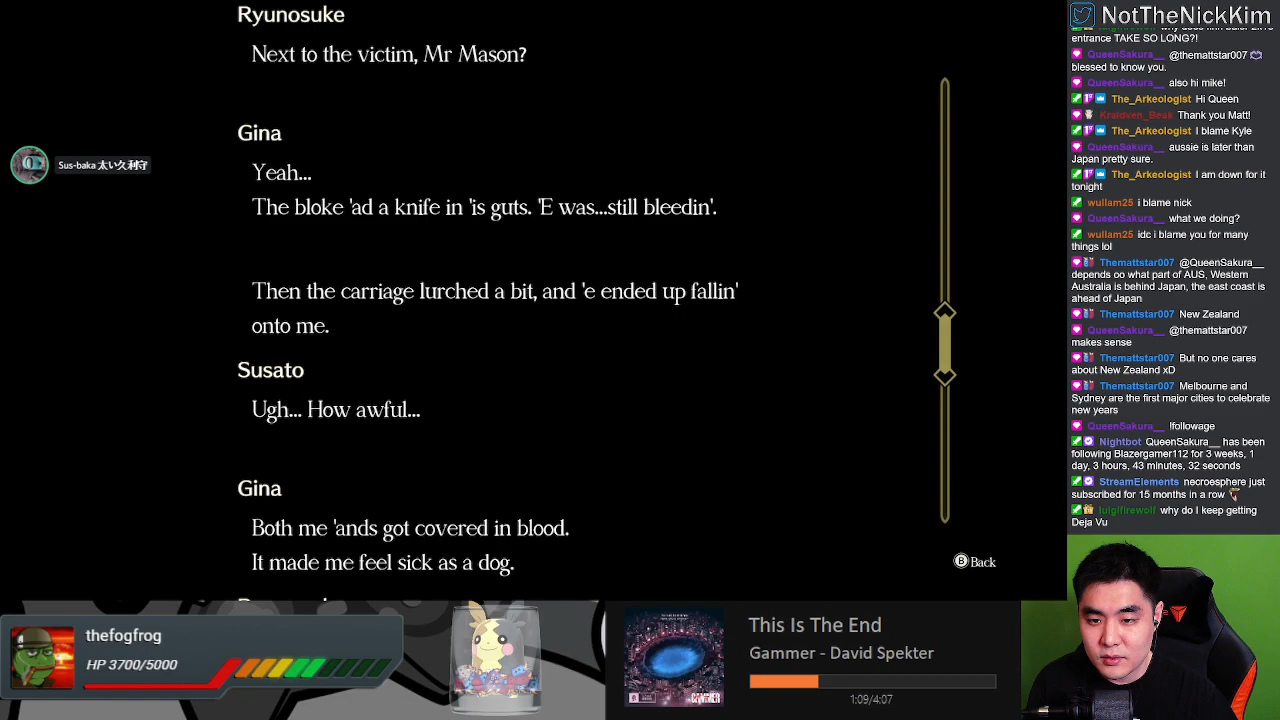 Ryunosuke
Next to the victim, Mr Mason?
Gina
Yeah...
The bloke 'ad a knife in 'is guts. 'E was...still bleedin'.
Then the carriage lurched a bit, and 'e ended up fallin'
onto me.
Susato
Ugh... How awful...
Gina
Both me 'ands got covered in blood.
It made me feel sick as a dog.
B Back
Sus-baka 太い久利守
NotTheNickKim
entrance TAKE SO LONG?!
QueenSakura__ @themattstar007
blessed to know you.
QueenSakura__ also hi mike!
The_Arkeologist Hi Queen
Kraidven_Beak Thank you Matt!
The_Arkeologist I blame Kyle
QueenSakura__ aussie is later than
Japan pretty sure.
The_Arkeologist I am down for it
tonight
wullam25 i blame nick
QueenSakura__ what we doing?
wullam25 idc i blame you for many
things lol
Themattstar007 @QueenSakura__
depends oo what part of AUS, Western
Australia is behind Japan, the east coast is
ahead of Japan
Themattstar007 New Zealand
QueenSakura__ @themattstar007
makes sense
Themattstar007 But no one cares
about New Zealand xD
Themattstar007 Melbourne and
Sydney are the first major cities to celebrate
new years
QueenSakura__ !followage
Nightbot QueenSakura__ has been
following Blazergamer112 for 3 weeks, 1
day, 3 hours, 43 minutes, 32 seconds
StreamElements necroesphere just
subscribed for 15 months in a row
luigifirewolf why do I keep getting
Deja Vu
thefogfrog
HP 3700/5000
This Is The End
Gammer - David Spekter
1:09/4:07